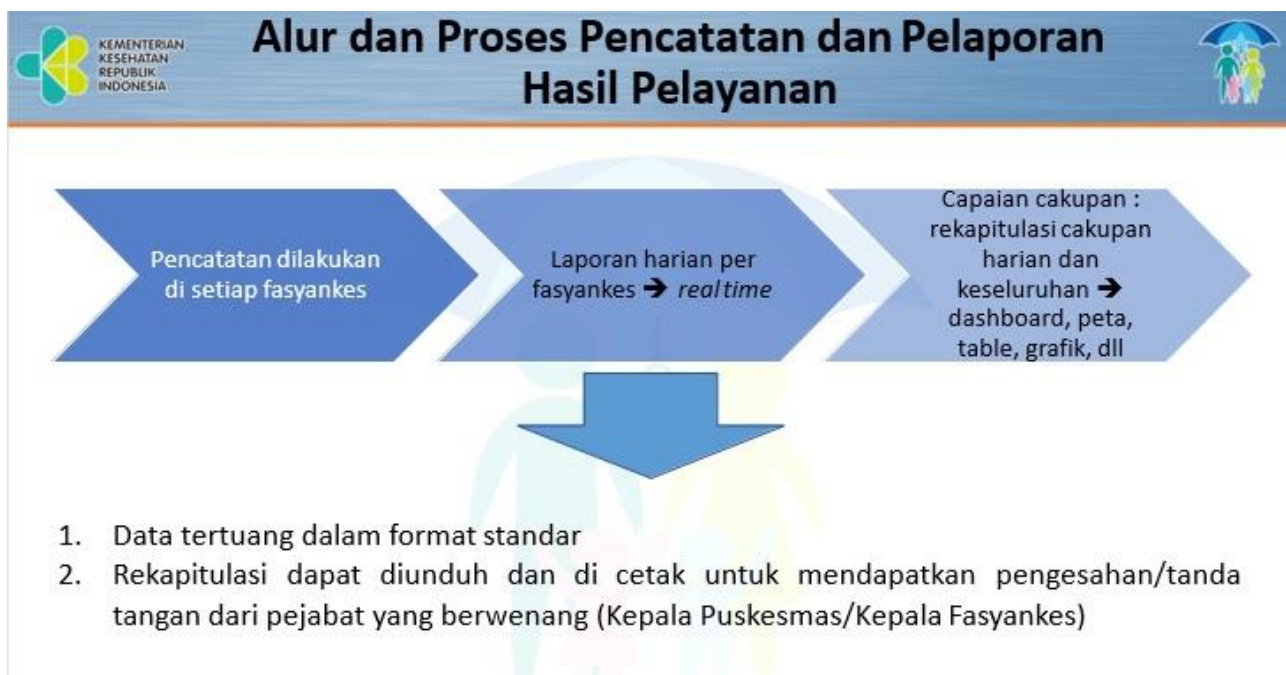 KEMENTERIAN
KESEHATAN
REPUBLIK
INDONESIA
Alur dan Proses Pencatatan dan Pelaporan
Hasil Pelayanan
Pencatatan dilakukan
di setiap fasyankes
Laporan harian per
fasyankes ➔ real time
Capaian cakupan :
rekapitulasi cakupan
harian dan
keseluruhan ➔
dashboard, peta,
table, grafik, dll
1. Data tertuang dalam format standar
2. Rekapitulasi dapat diunduh dan di cetak untuk mendapatkan pengesahan/tanda
tangan dari pejabat yang berwenang (Kepala Puskesmas/Kepala Fasyankes)